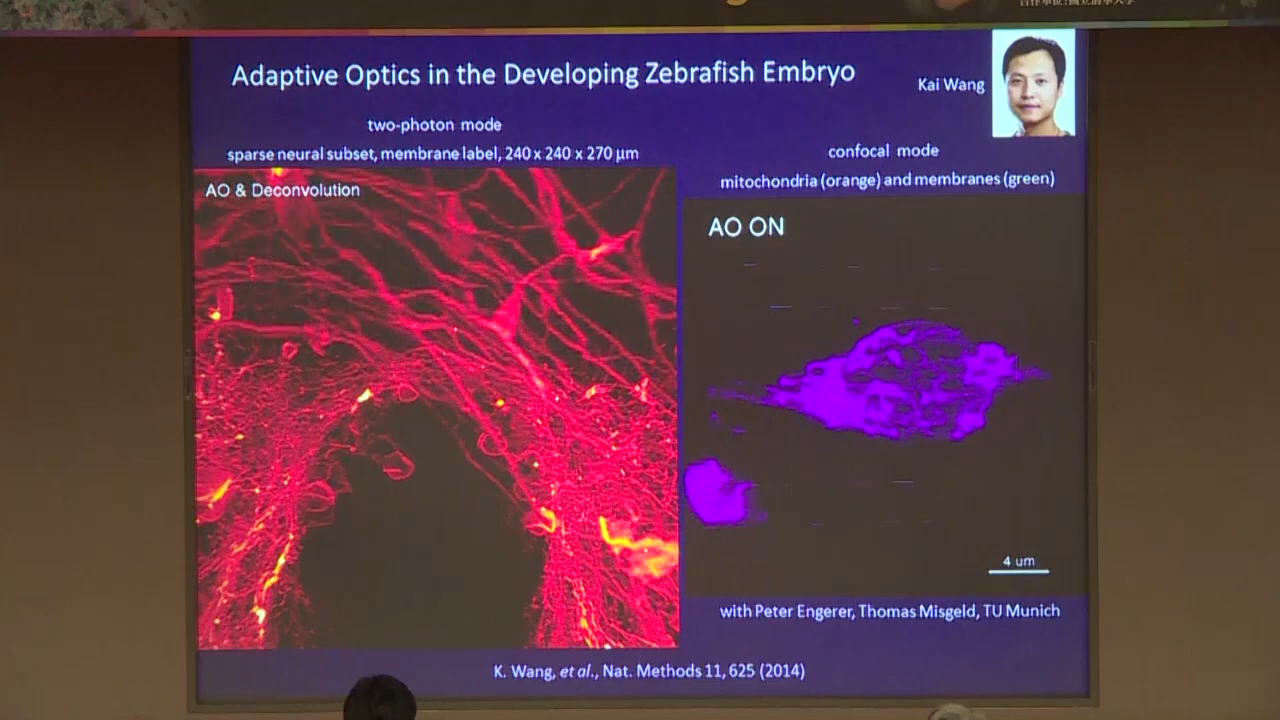 Adaptive Optics in the Developing Zebrafish Embryo
Kai Wang
two-photon mode
sparse neural subset, membrane label, 240 x 240 x 270 µm
confocal mode
mitochondria (orange) and membranes (green)
AO & Deconvolution
AO ON
4 um
with Peter Engerer, Thomas Misgeld, TU Munich
K. Wang, et al., Nat. Methods 11, 625 (2014)